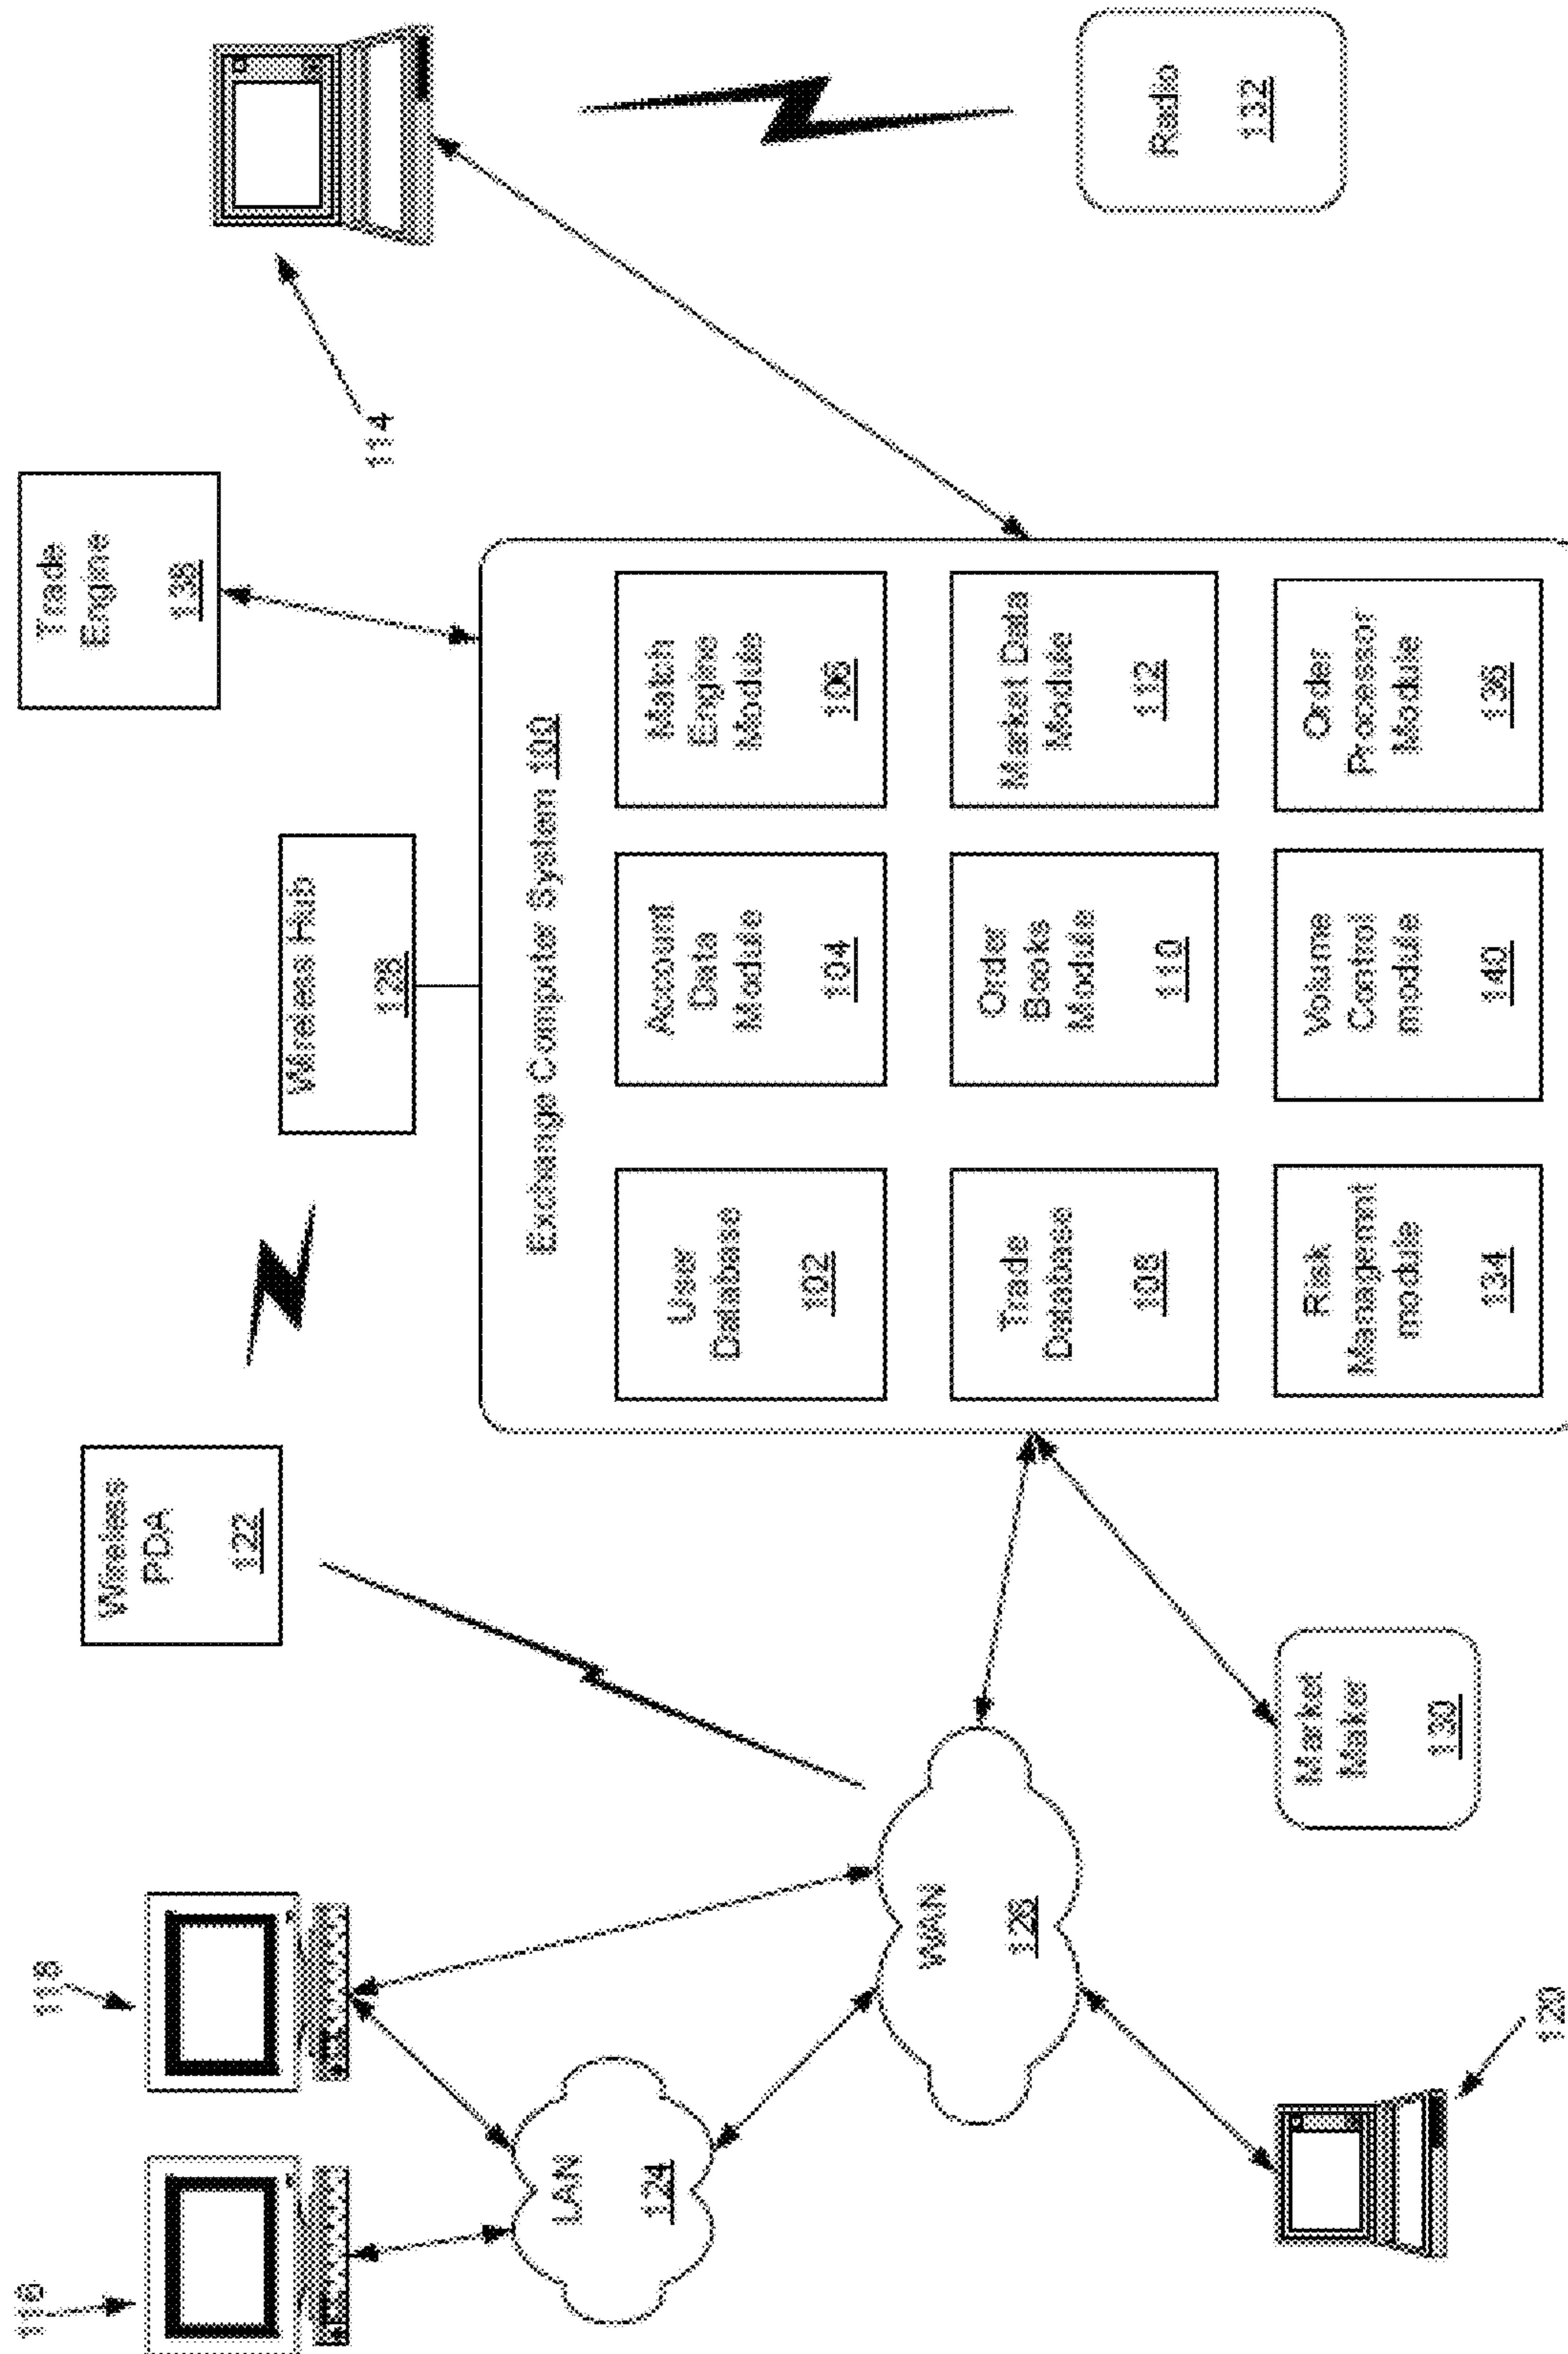 116
118
Wireless
PDA
122
Trade
Engine
138
Wireless Hub
128
114
Exchange Computer System 100
User
Database
102
Account
Data
Module
104
Match
Engine
Module
106
LAN
124
WAN
126
Trade
Database
108
Order
Books
Module
110
Market Data
Module
112
Radio
132
Market
Maker
130
Risk
Managemnt
module
134
Volume
Control
module
140
Order
Processor
Module
136
120